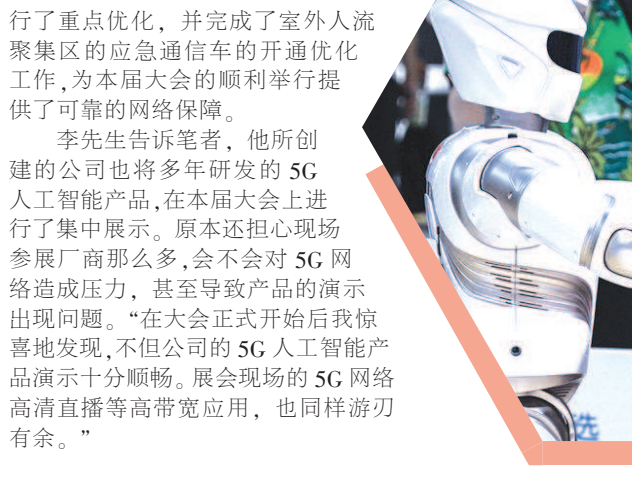 行了重点优化，并完成了室外人流
聚集区的应急通信车的开通优化
工作,为本届大会的顺利举行提
供了可靠的网络保障。
李先生告诉笔者，他所创
建的公司也将多年研发的 5G
人工智能产品,在本届大会上进
行了集中展示。原本还担心现场
参展厂商那么多,会不会对 5G 网
络造成压力，甚至导致产品的演示
出现问题。“在大会正式开始后我惊
喜地发现,不但公司的 5G 人工智能产
品演示十分顺畅。展会现场的 5G 网络
高清直播等高带宽应用，也同样游刃
有余。”
选